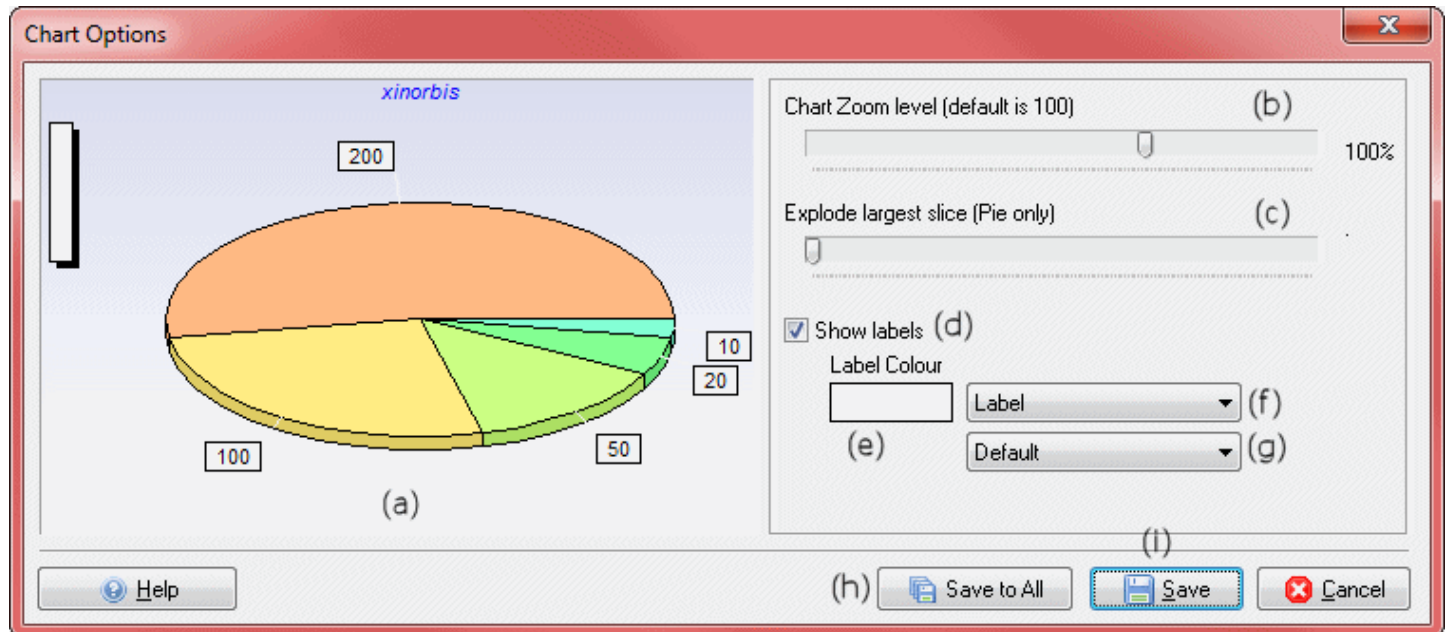 Chart Options
X
xinorbis
200
10
20
50
100
(a)
Chart Zoom level (default is 100) (b)
100%
Explode largest slice (Pie only) (c)
Show labels (d)
Label Colour
Label (f)
(e)
Default (g)
(i)
Help
(h) Save to All
Save
Cancel